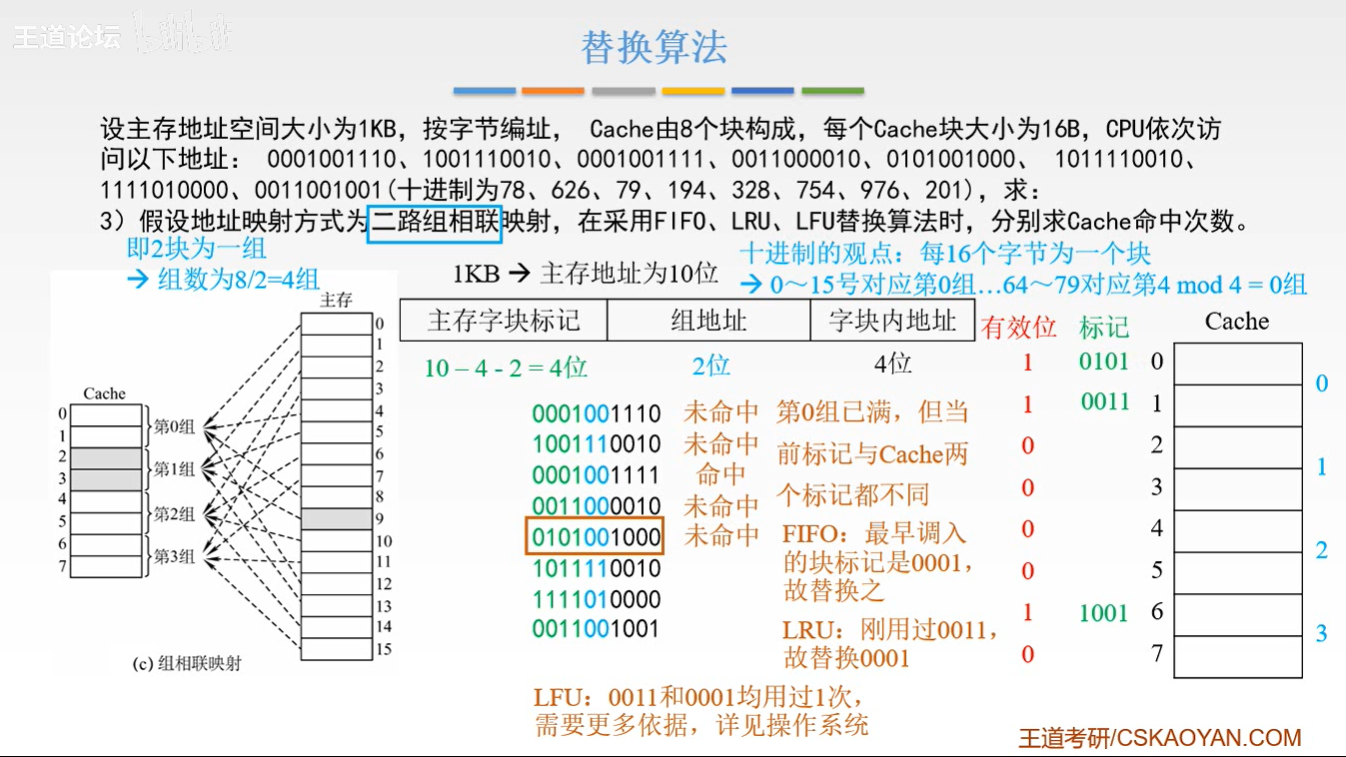 王道论坛 bilibili
替换算法
设主存地址空间大小为1KB，按字节编址， Cache由8个块构成，每个Cache块大小为16B，CPU依次访
问以下地址： 0001001110、1001110010、0001001111、0011000010、0101001000、 1011110010、
1111010000、0011001001(十进制为78、626、79、194、328、754、976、201)，求：
3）假设地址映射方式为二路组相联映射，在采用FIFO、LRU、LFU替换算法时，分别求Cache命中次数。
即2块为一组
→ 组数为8/2=4组
1KB → 主存地址为10位
十进制的观点：每16个字节为一个块
→ 0～15号对应第0组…64～79对应第4 mod 4 = 0组
主存
0
1
2
3
4
5
6
7
8
9
10
11
12
13
14
15
Cache
0
1
2
3
4
5
6
7
第0组
第1组
第2组
第3组
(c) 组相联映射
主存字块标记 组地址 字块内地址
10 – 4 - 2 = 4位 2位 4位
0001001110 未命中
1001110010 未命中
0001001111 命中
0011000010 未命中
0101001000 未命中
1011110010
1111010000
0011001001
第0组已满，但当
前标记与Cache两
个标记都不同
FIFO：最早调入
的块标记是0001，
故替换之
LRU：刚用过0011，
故替换0001
LFU：0011和0001均用过1次，
需要更多依据，详见操作系统
有效位 标记 Cache
1 0101 0
1 0011 1
0 2
0 3
0 4
0 5
1 1001 6
0 7
0
1
2
3
王道考研/CSKAOYAN.COM